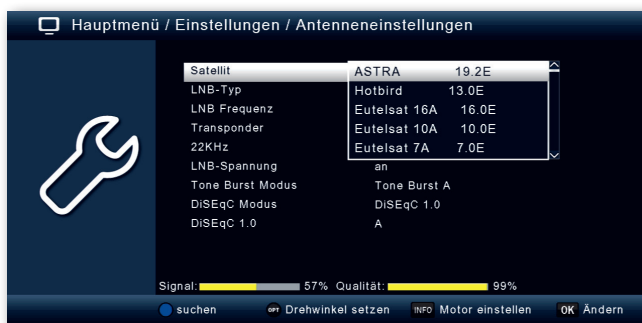 Hauptmenü / Einstellungen / Antenneneinstellungen
Satellit ASTRA 19.2E
LNB-Typ Hotbird 13.0E
LNB Frequenz Eutelsat 16A 16.0E
Transponder Eutelsat 10A 10.0E
22KHz Eutelsat 7A 7.0E
LNB-Spannung an
Tone Burst Modus Tone Burst A
DiSEqC Modus DiSEqC 1.0
DiSEqC 1.0 A
Signal: 57% Qualität: 99%
suchen OPT Drehwinkel setzen INFO Motor einstellen OK Ändern